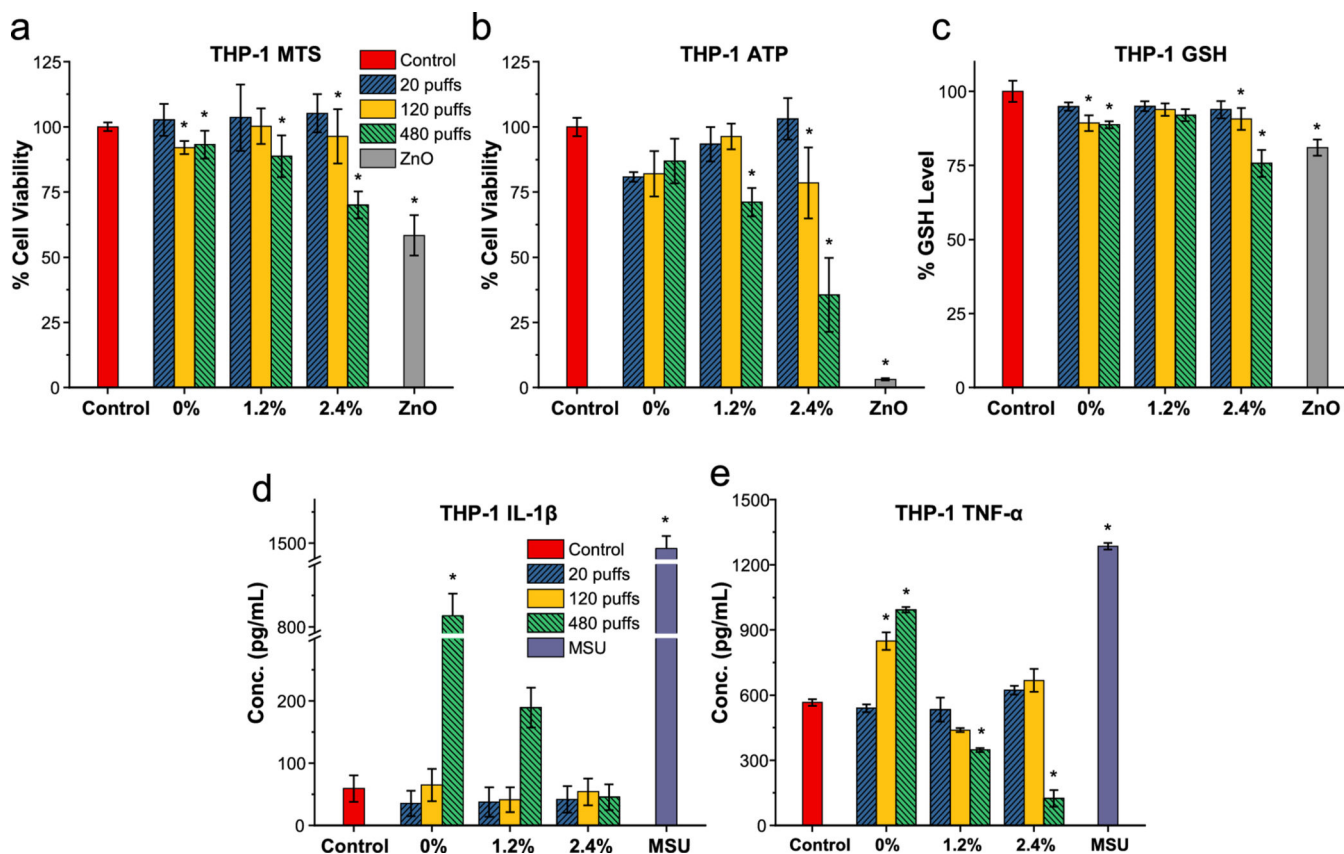 a
THP-1 MTS
Control
20 puffs
120 puffs
480 puffs
ZnO
% Cell Viability
125
100
75
50
25
0
* * * * * *
Control 0% 1.2% 2.4% ZnO
b
THP-1 ATP
% Cell Viability
125
100
75
50
25
0
* * * *
Control 0% 1.2% 2.4% ZnO
c
THP-1 GSH
% GSH Level
100
75
50
25
0
* * * * *
Control 0% 1.2% 2.4% ZnO
d
THP-1 IL-1β
Control
20 puffs
120 puffs
480 puffs
MSU
Conc. (pg/mL)
1500
800
200
100
50
0
* *
Control 0% 1.2% 2.4% MSU
e
THP-1 TNF-α
Conc. (pg/mL)
1500
1200
900
600
300
0
* * * * *
Control 0% 1.2% 2.4% MSU